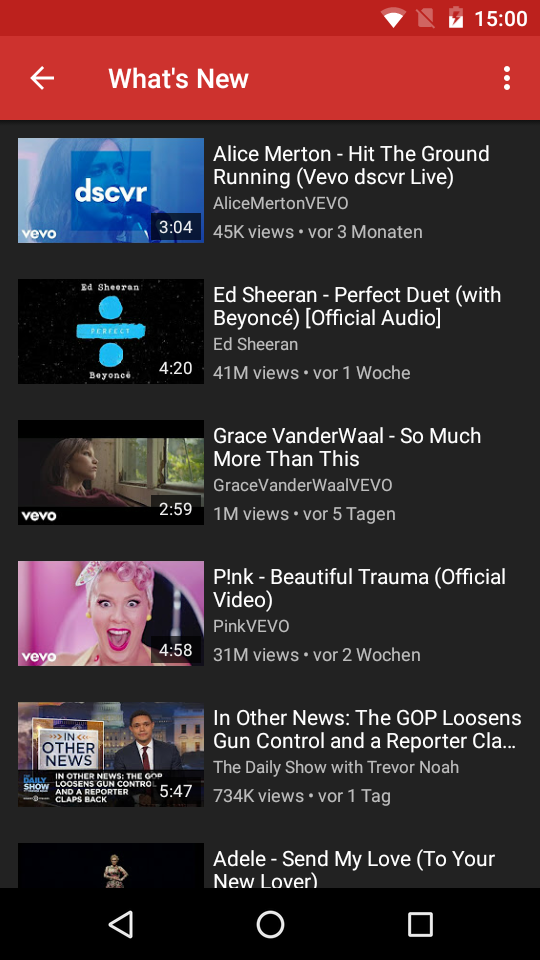 15:00
What's New
dscvr
vevo
3:04
Alice Merton - Hit The Ground
Running (Vevo dscvr Live)
AliceMertonVEVO
45K views • vor 3 Monaten
Ed Sheeran
PERFECT
Beyoncé
4:20
Ed Sheeran - Perfect Duet (with
Beyoncé) [Official Audio]
Ed Sheeran
41M views • vor 1 Woche
vevo
2:59
Grace VanderWaal - So Much
More Than This
GraceVanderWaalVEVO
1M views • vor 5 Tagen
vevo
4:58
P!nk - Beautiful Trauma (Official
Video)
PinkVEVO
31M views • vor 2 Wochen
IN
OTHER
NEWS
THE
DAILY
SHOW
IN OTHER NEWS: THE GOP
LOOSENS GUN CONTROL
AND A REPORTER
CLAPS BACK
5:47
In Other News: The GOP Loosens
Gun Control and a Reporter Cla...
The Daily Show with Trevor Noah
734K views • vor 1 Tag
Adele - Send My Love (To Your
New Lover)